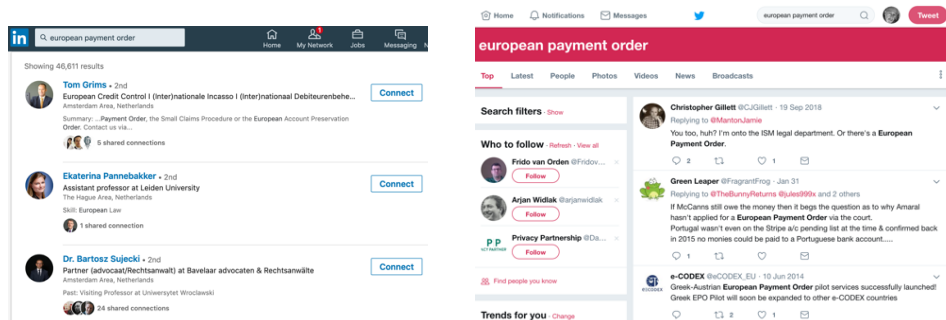 in
european payment order
Home
1
My Network
Jobs
Messaging
N
Showing 46,611 results
Tom Grims • 2nd
European Credit Control I (Inter)nationale Incasso I (Inter)nationaal Debiteurenbehe...
Amsterdam Area, Netherlands
Summary: ...Payment Order, the Small Claims Procedure or the European Account Preservation
Order. Contact us via...
5 shared connections
Connect
Ekaterina Pannebakker • 2nd
Assistant professor at Leiden University
The Hague Area, Netherlands
Skill: European Law
1 shared connection
Connect
Dr. Bartosz Sujecki • 2nd
Partner (advocaat/Rechtsanwalt) at Bavelaar advocaten & Rechtsanwälte
Amsterdam Area, Netherlands
Past: Visiting Professor at Uniwersytet Wroclawski
24 shared connections
Connect
Home
Notifications
Messages
european payment order
Tweet
european payment order
Top
Latest
People
Photos
Videos
News
Broadcasts
Search filters · Show
Who to follow · Refresh · View all
Frido van Orden @Fridov...
Follow
Arjan Widlak @arjanwidlak
Follow
Privacy Partnership @Da...
Follow
Find people you know
Trends for you · Change
Christopher Gillett @CJGillett · 19 Sep 2018
Replying to @MantonJamie
You too, huh? I'm onto the ISM legal department. Or there's a European
Payment Order.
2
1
Green Leaper @FragrantFrog · Jan 31
Replying to @TheBunnyReturns @jules999x and 2 others
If McCanns still owe the money then it begs the question as to why Amaral
hasn't applied for a European Payment Order via the court.
Portugal wasn't even on the Stripe a/c pending list at the time & confirmed back
in 2015 no monies could be paid to a Portuguese bank account.....
1
e-CODEX @eCODEX_EU · 10 Jun 2014
Greek-Austrian European Payment Order pilot services successfully launched!
Greek EPO Pilot will soon be expanded to other e-CODEX countries
2
1